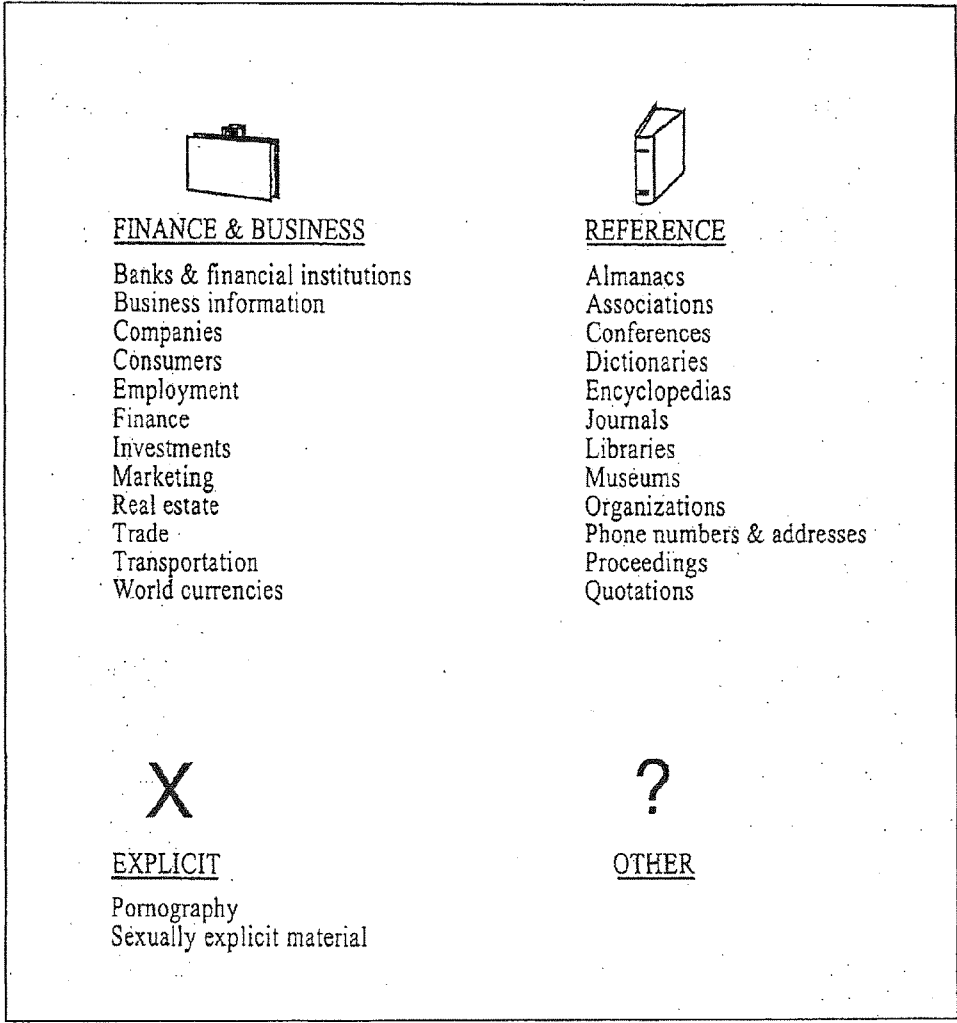 FINANCE & BUSINESS
Banks & financial institutions
Business information
Companies
Consumers
Employment
Finance
Investments
Marketing
Real estate
Trade
Transportation
World currencies
REFERENCE
Almanacs
Associations
Conferences
Dictionaries
Encyclopedias
Journals
Libraries
Museums
Organizations
Phone numbers & addresses
Proceedings
Quotations
X
EXPLICIT
Pornography
Sexually explicit material
?
OTHER